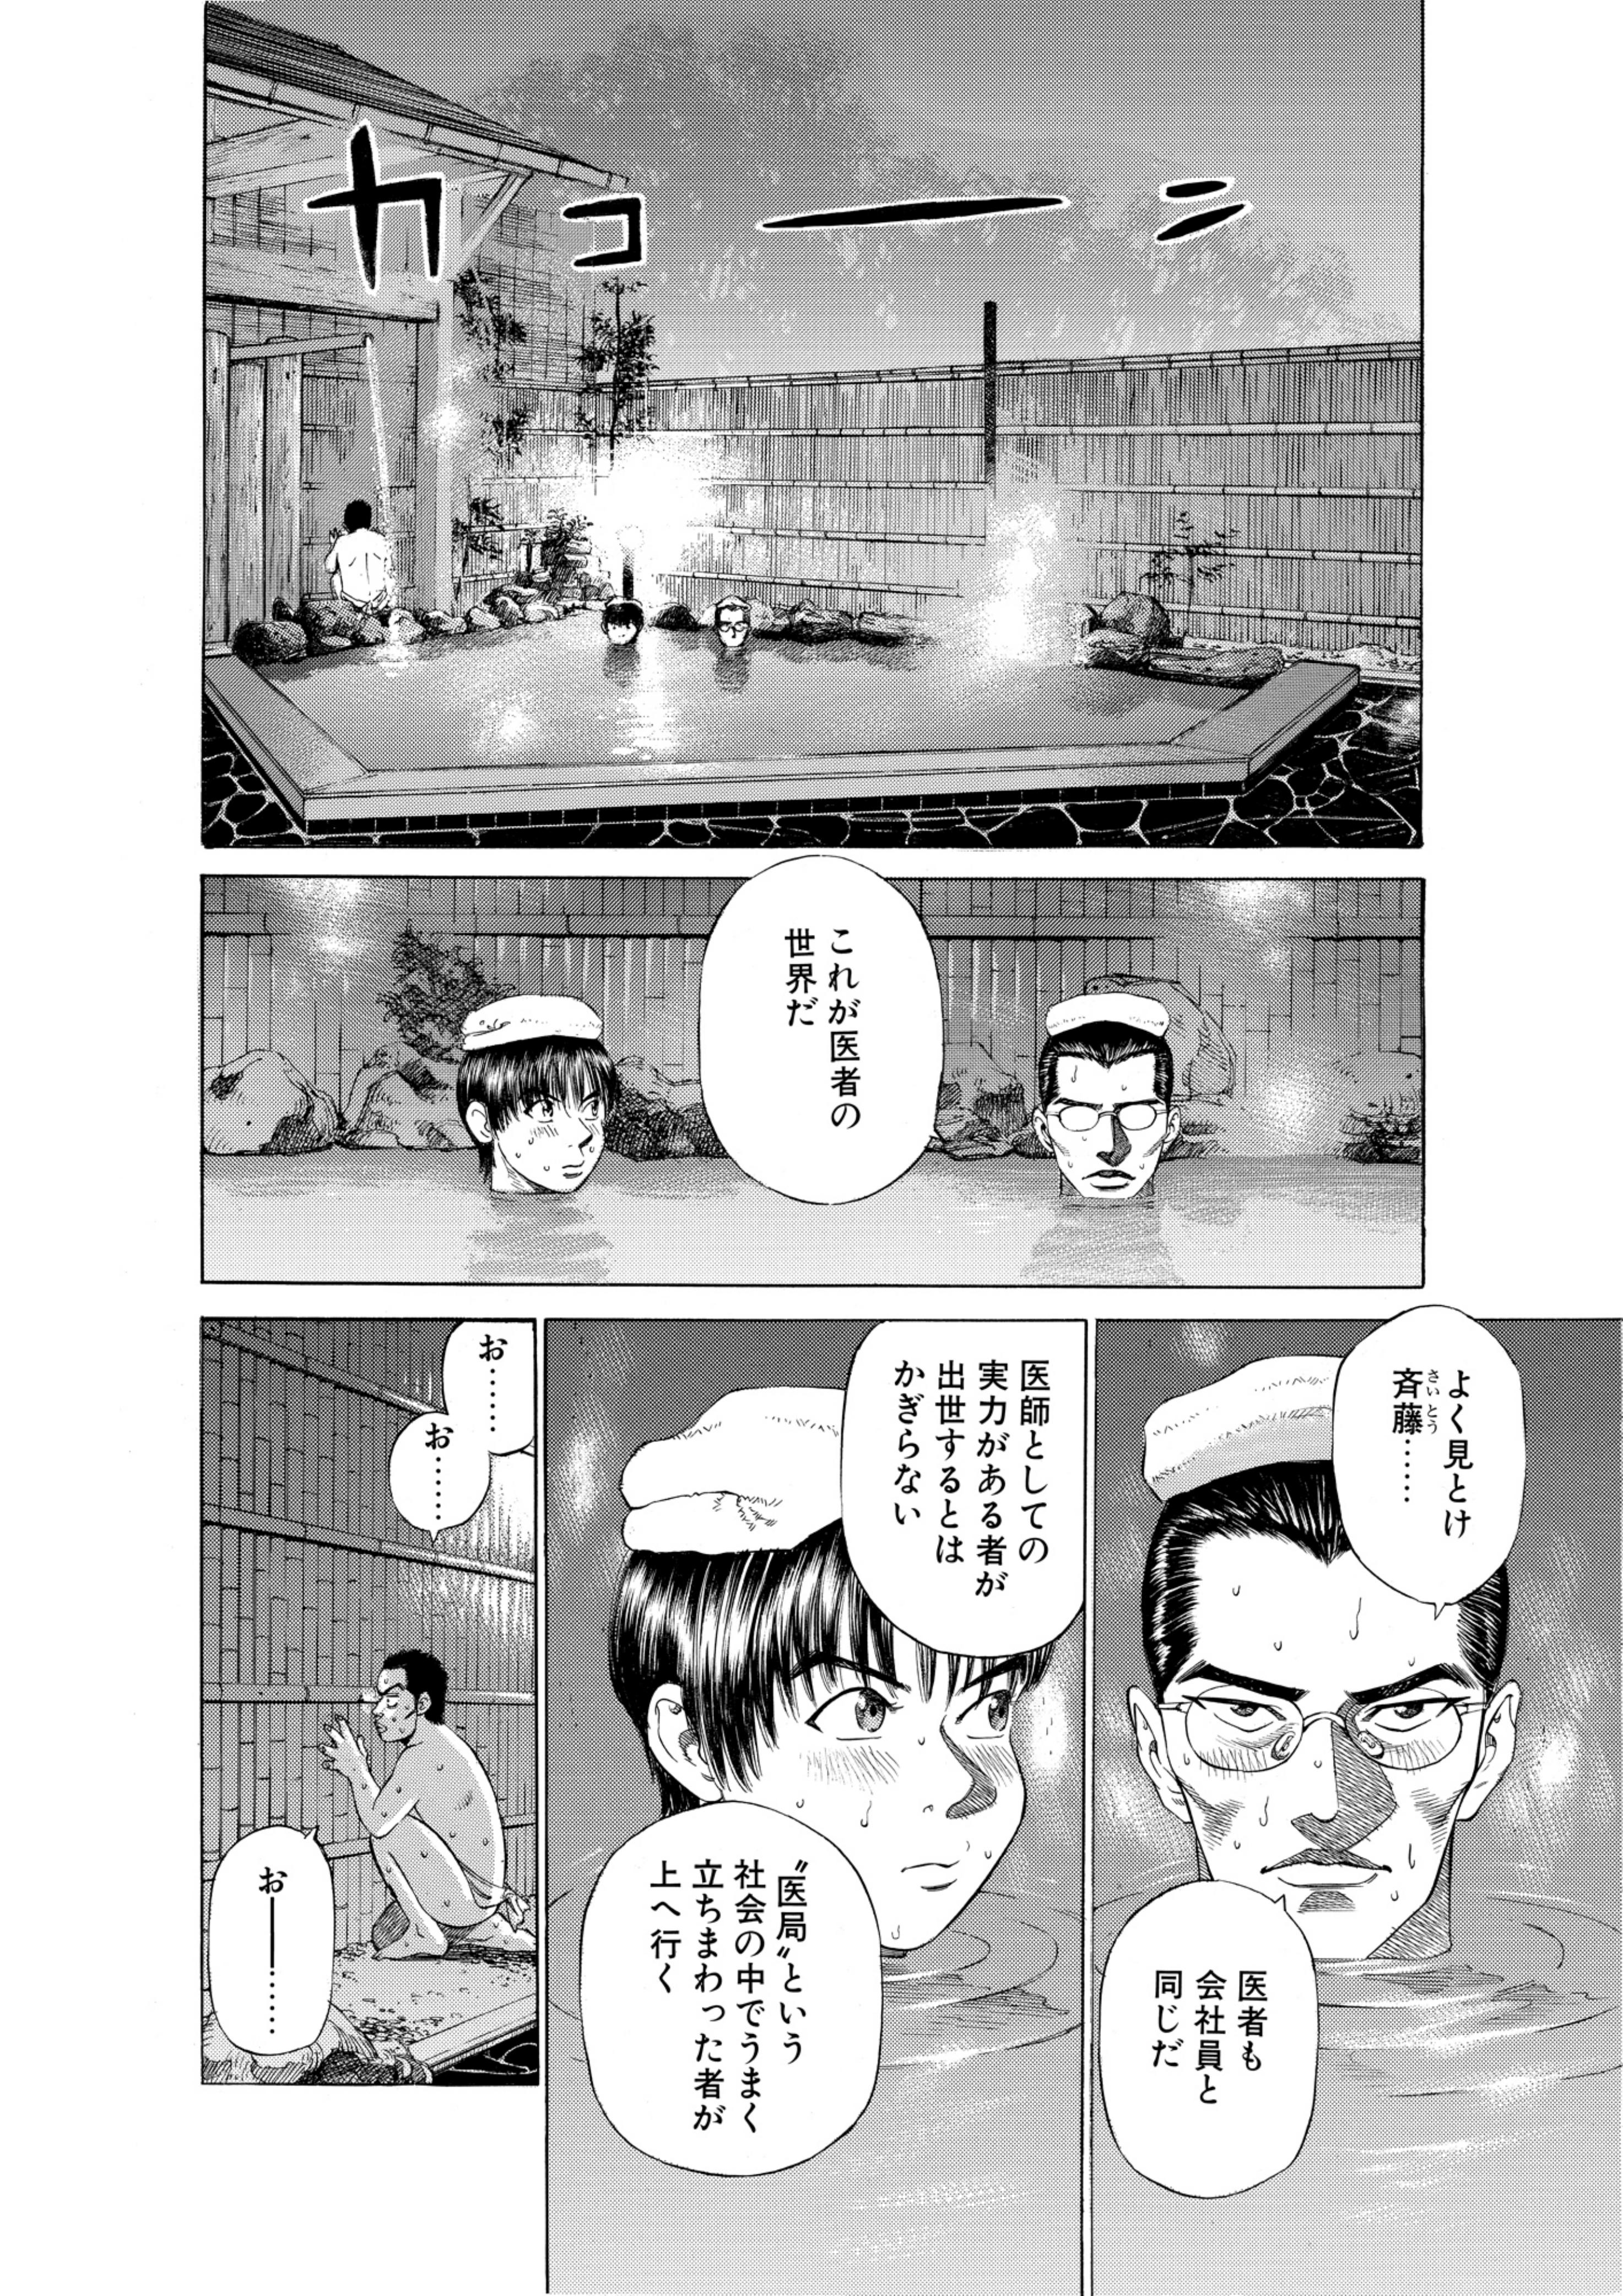 カコーーン
これが医者の
世界だ
よく見とけ
斉藤……
さいとう
医者も
会社員と
同じだ
医師としての
実力がある者が
出世するとは
かぎらない
〝医局〟という
社会の中でうまく
立ちまわった者が
上へ行く
お……
お……
お――……